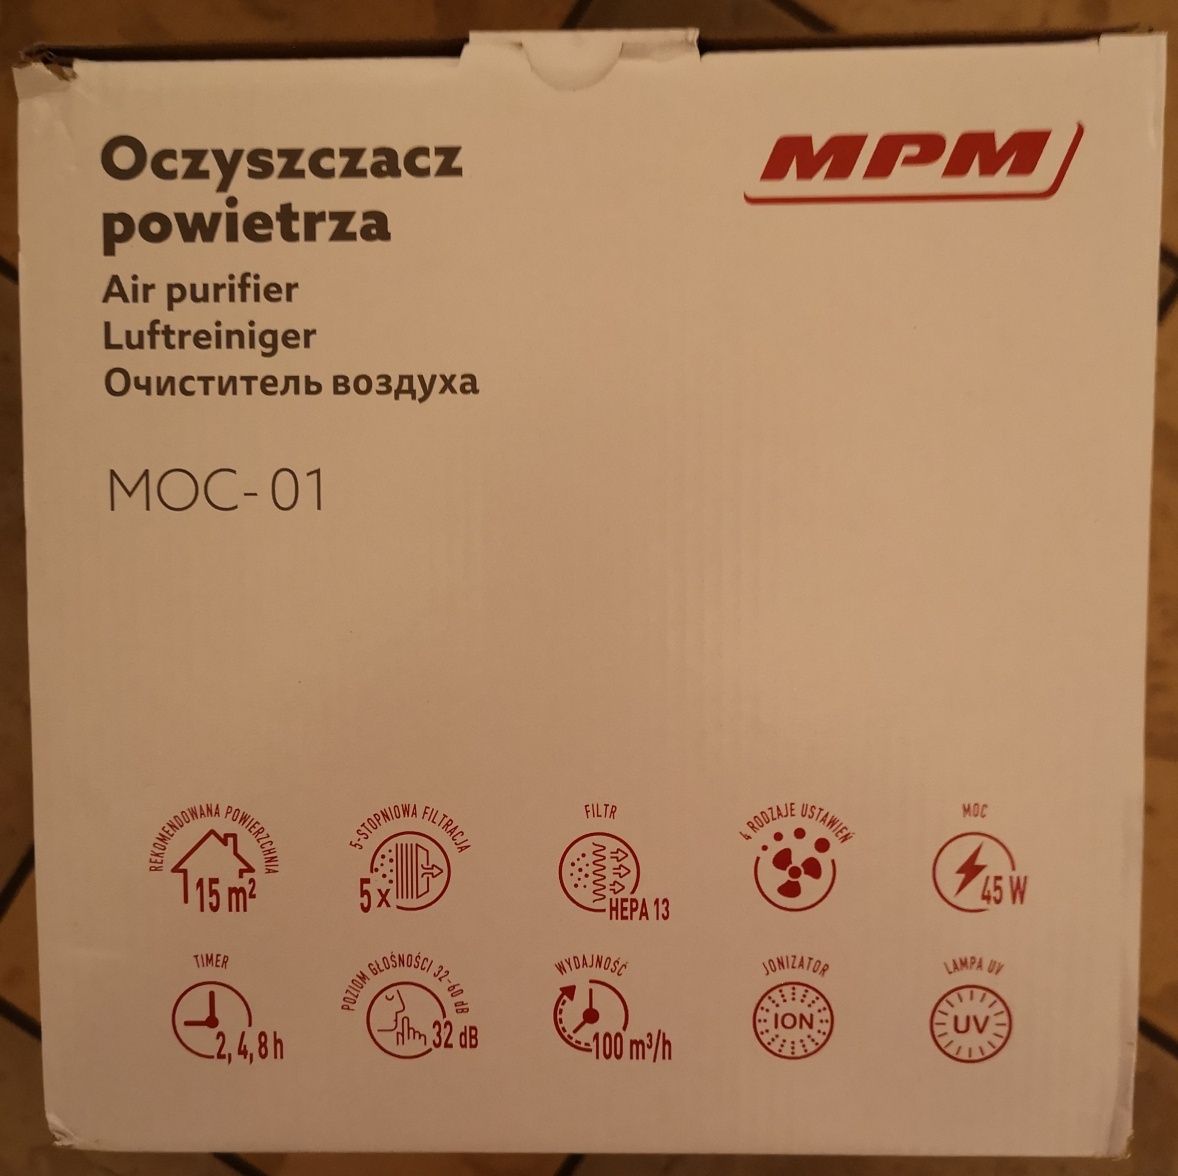 Oczyszczacz
powietrza
MPM
Air purifier
Luftreiniger
Очиститель воздуха
MOC-01
REKOMENDOWANA POWIERZCHNIA
15 m²
5-STOPNIOWA FILTRACJA
5x
FILTR
HEPA 13
4 RODZAJE USTAWIEŃ
MOC
45 W
TIMER
2, 4, 8 h
POZIOM GŁOŚNOŚCI 32-60 dB
32 dB
WYDAJNOŚĆ
100 m³/h
JONIZATOR
ION
LAMPA UV
UV